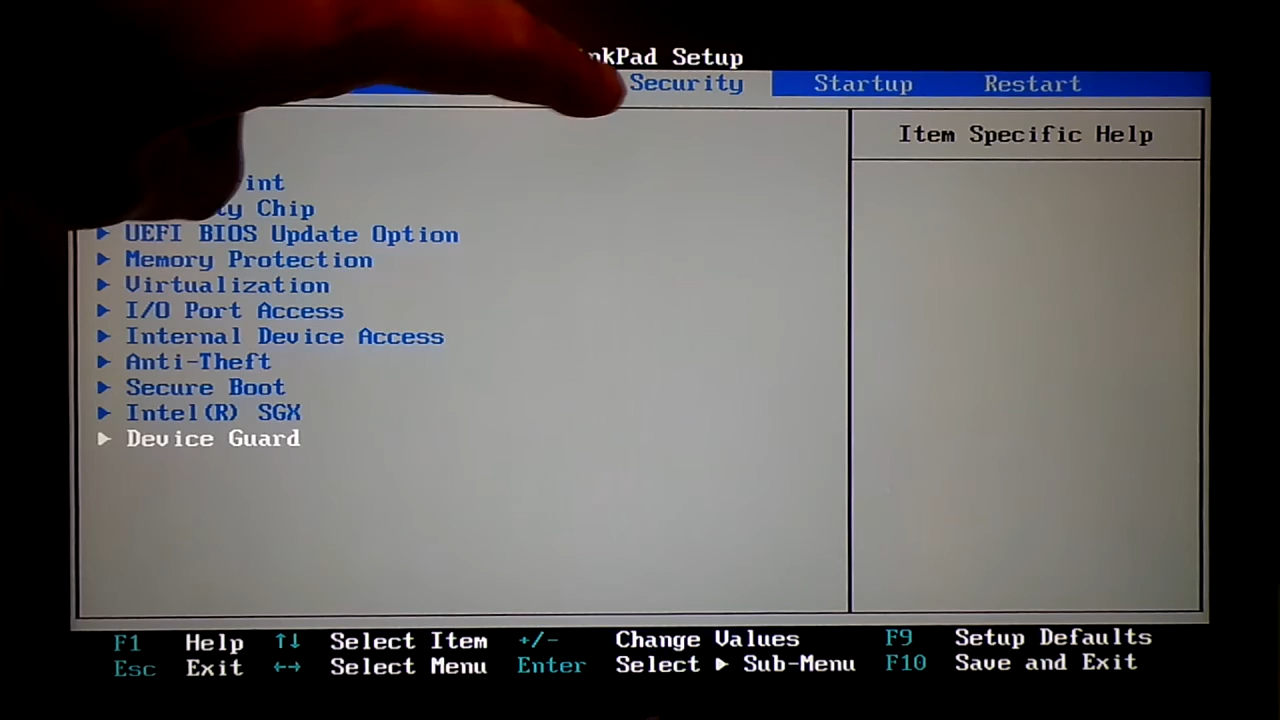 Setup
Security Startup Restart
Item Specific Help
Chip
UEFI BIOS Update Option
Memory Protection
Virtualization
I/O Port Access
Internal Device Access
Anti-Theft
Secure Boot
Intel(R) SGX
Device Guard
F1 Help ↑↓ Select Item +/- Change Values F9 Setup Defaults
Esc Exit ←→ Select Menu Enter Select ▶ Sub-Menu F10 Save and Exit